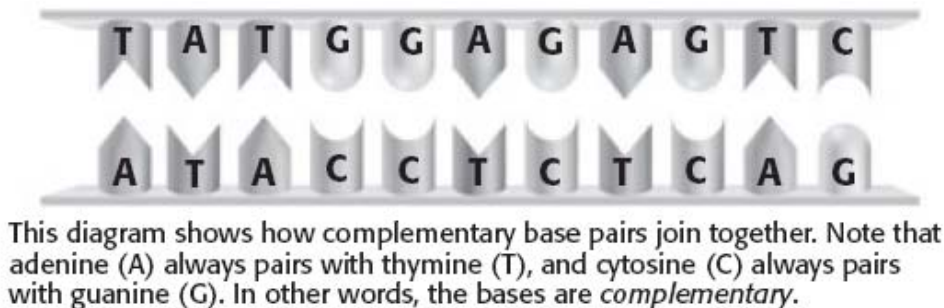 T A T G G A G A G T C
A T A C C T C T C A G
This diagram shows how complementary base pairs join together. Note that
adenine (A) always pairs with thymine (T), and cytosine (C) always pairs
with guanine (G). In other words, the bases are complementary.